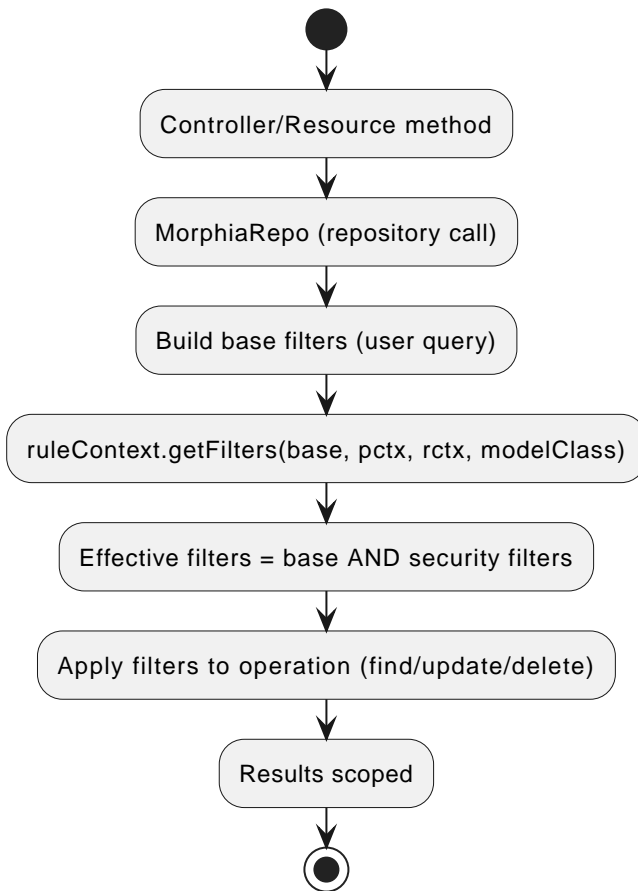 Controller/Resource method
MorphiaRepo (repository call)
Build base filters (user query)
ruleContext.getFilters(base, pctx, rctx, modelClass)
Effective filters = base AND security filters
Apply filters to operation (find/update/delete)
Results scoped